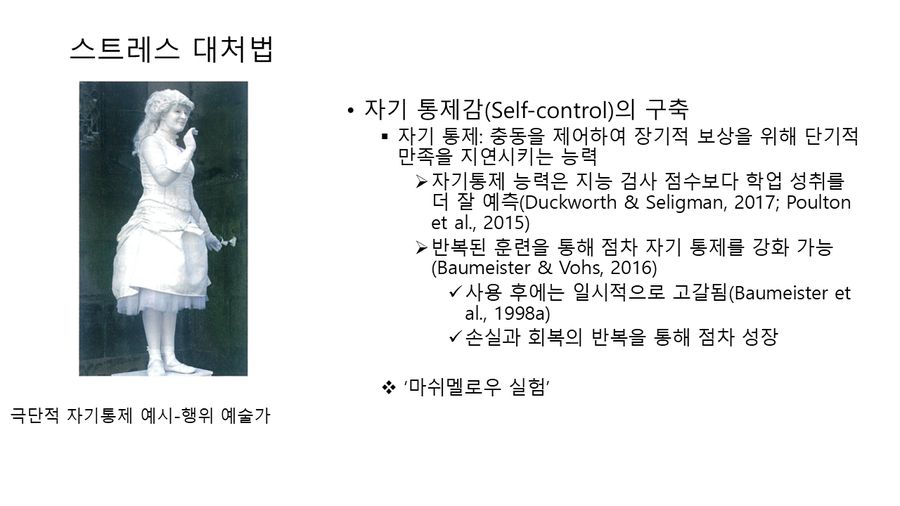 스트레스 대처법
• 자기 통제감(Self-control)의 구축
▪ 자기 통제: 충동을 제어하여 장기적 보상을 위해 단기적
만족을 지연시키는 능력
➢자기통제 능력은 지능 검사 점수보다 학업 성취를
더 잘 예측(Duckworth & Seligman, 2017; Poulton
et al., 2015)
➢반복된 훈련을 통해 점차 자기 통제를 강화 가능
(Baumeister & Vohs, 2016)
✓사용 후에는 일시적으로 고갈됨(Baumeister et
al., 1998a)
✓손실과 회복의 반복을 통해 점차 성장
❖ ‘마쉬멜로우 실험’
극단적 자기통제 예시-행위 예술가